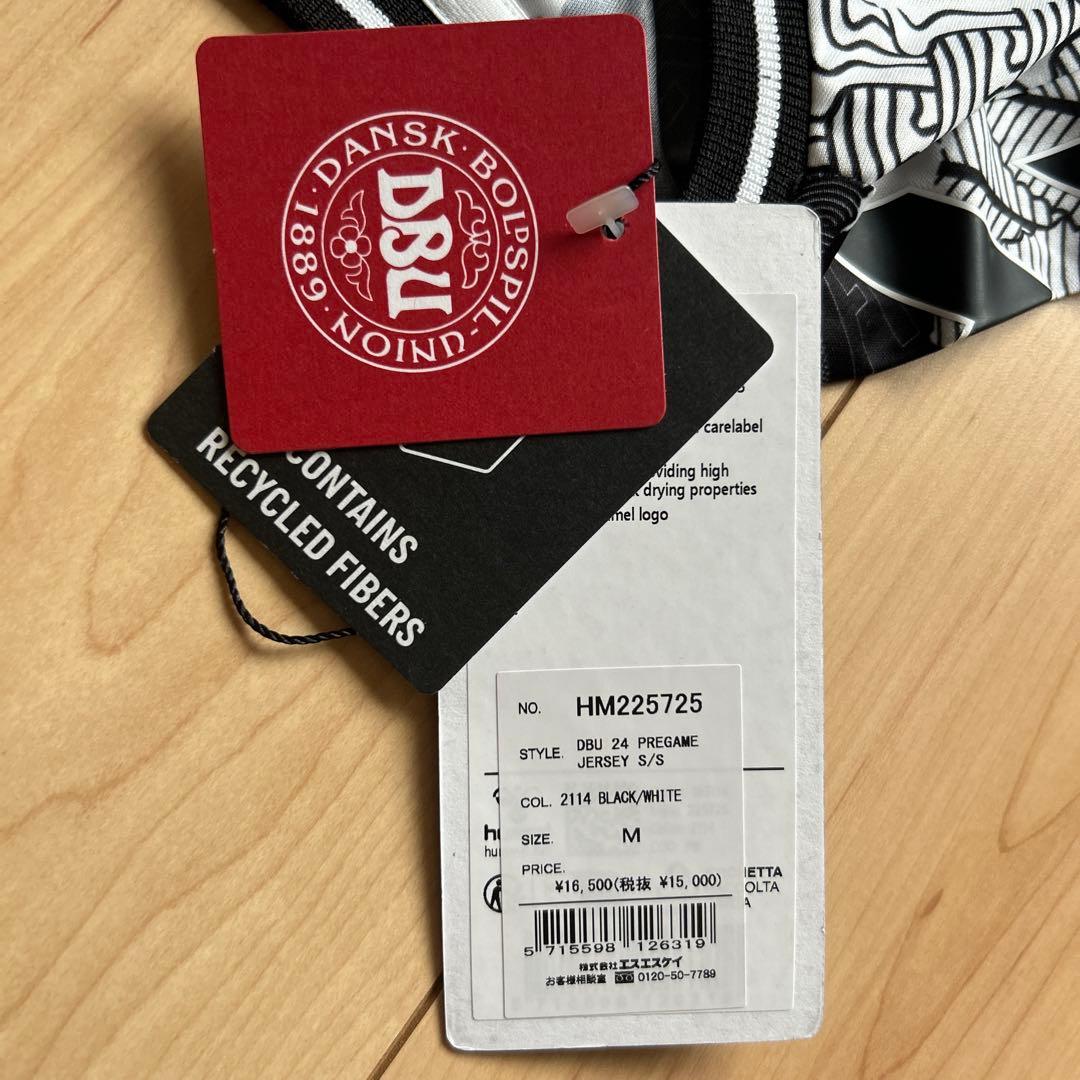 DANSK·BOLDSPIL-UNION·1889·
DBU
CONTAINS
RECYCLED FIBERS
carelabel
viding high
drying properties
mel logo
NO. HM225725
STYLE. DBU 24 PREGAME
JERSEY S/S
COL. 2114 BLACK/WHITE
SIZE. M
PRICE.
¥16,500(税抜 ¥15,000)
ETTA
OLTA
A
5 715598 126319
株式会社エスエスケイ
お客様相談室 0120-50-7789